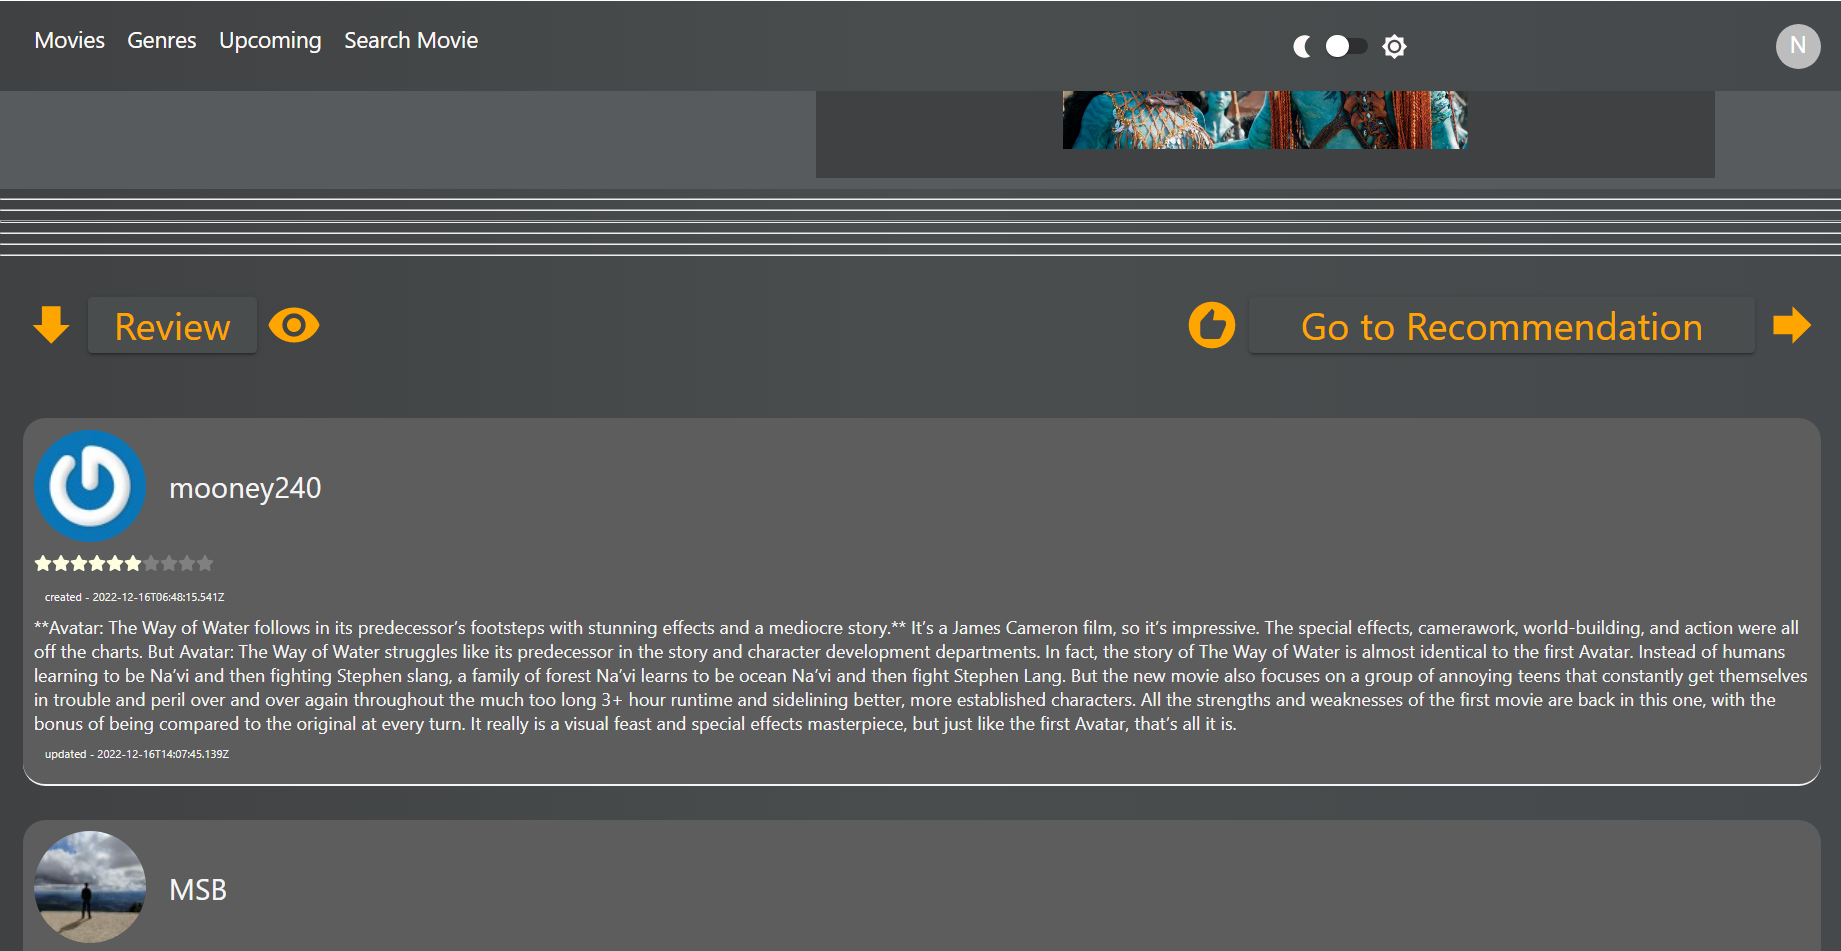 Movies Genres Upcoming Search Movie
N
Review
Go to Recommendation
mooney240
created - 2022-12-16T06:48:15.541Z
**Avatar: The Way of Water follows in its predecessor’s footsteps with stunning effects and a mediocre story.** It’s a James Cameron film, so it’s impressive. The special effects, camerawork, world-building, and action were all
off the charts. But Avatar: The Way of Water struggles like its predecessor in the story and character development departments. In fact, the story of The Way of Water is almost identical to the first Avatar. Instead of humans
learning to be Na’vi and then fighting Stephen slang, a family of forest Na’vi learns to be ocean Na’vi and then fight Stephen Lang. But the new movie also focuses on a group of annoying teens that constantly get themselves
in trouble and peril over and over again throughout the much too long 3+ hour runtime and sidelining better, more established characters. All the strengths and weaknesses of the first movie are back in this one, with the
bonus of being compared to the original at every turn. It really is a visual feast and special effects masterpiece, but just like the first Avatar, that’s all it is.
updated - 2022-12-16T14:07:45.139Z
MSB